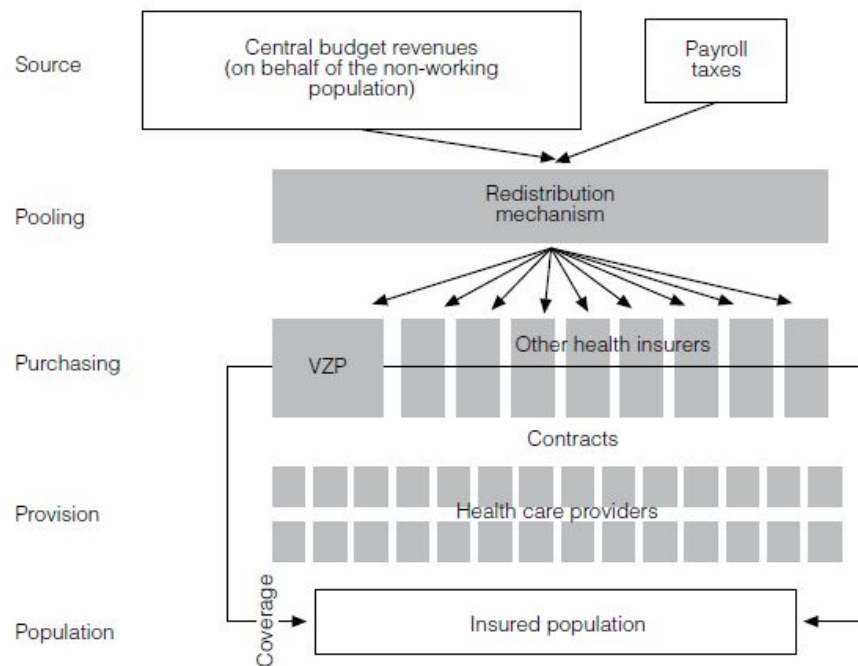 Source
Central budget revenues
(on behalf of the non-working
population)
Payroll
taxes
Pooling
Redistribution
mechanism
Purchasing
VZP
Other health insurers
Contracts
Provision
Health care providers
Coverage
Population
Insured population